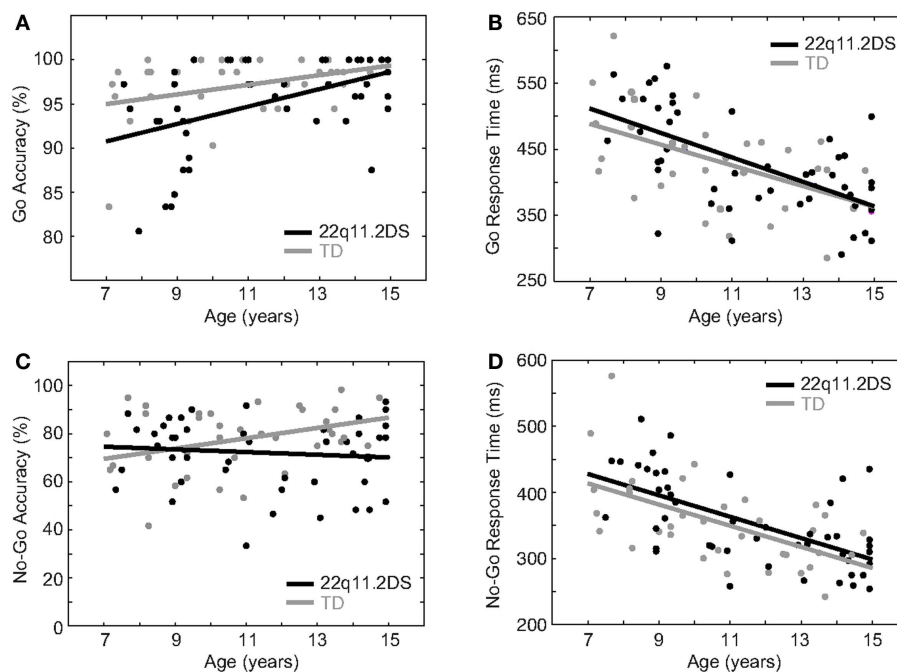 A
Go Accuracy (%)
100
95
90
85
80
22q11.2DS
TD
7 9 11 13 15
Age (years)
B
Go Response Time (ms)
650
550
450
350
250
22q11.2DS
TD
7 9 11 13 15
Age (years)
C
No-Go Accuracy (%)
100
80
60
40
20
0
22q11.2DS
TD
7 9 11 13 15
Age (years)
D
No-Go Response Time (ms)
600
500
400
300
200
22q11.2DS
TD
7 9 11 13 15
Age (years)